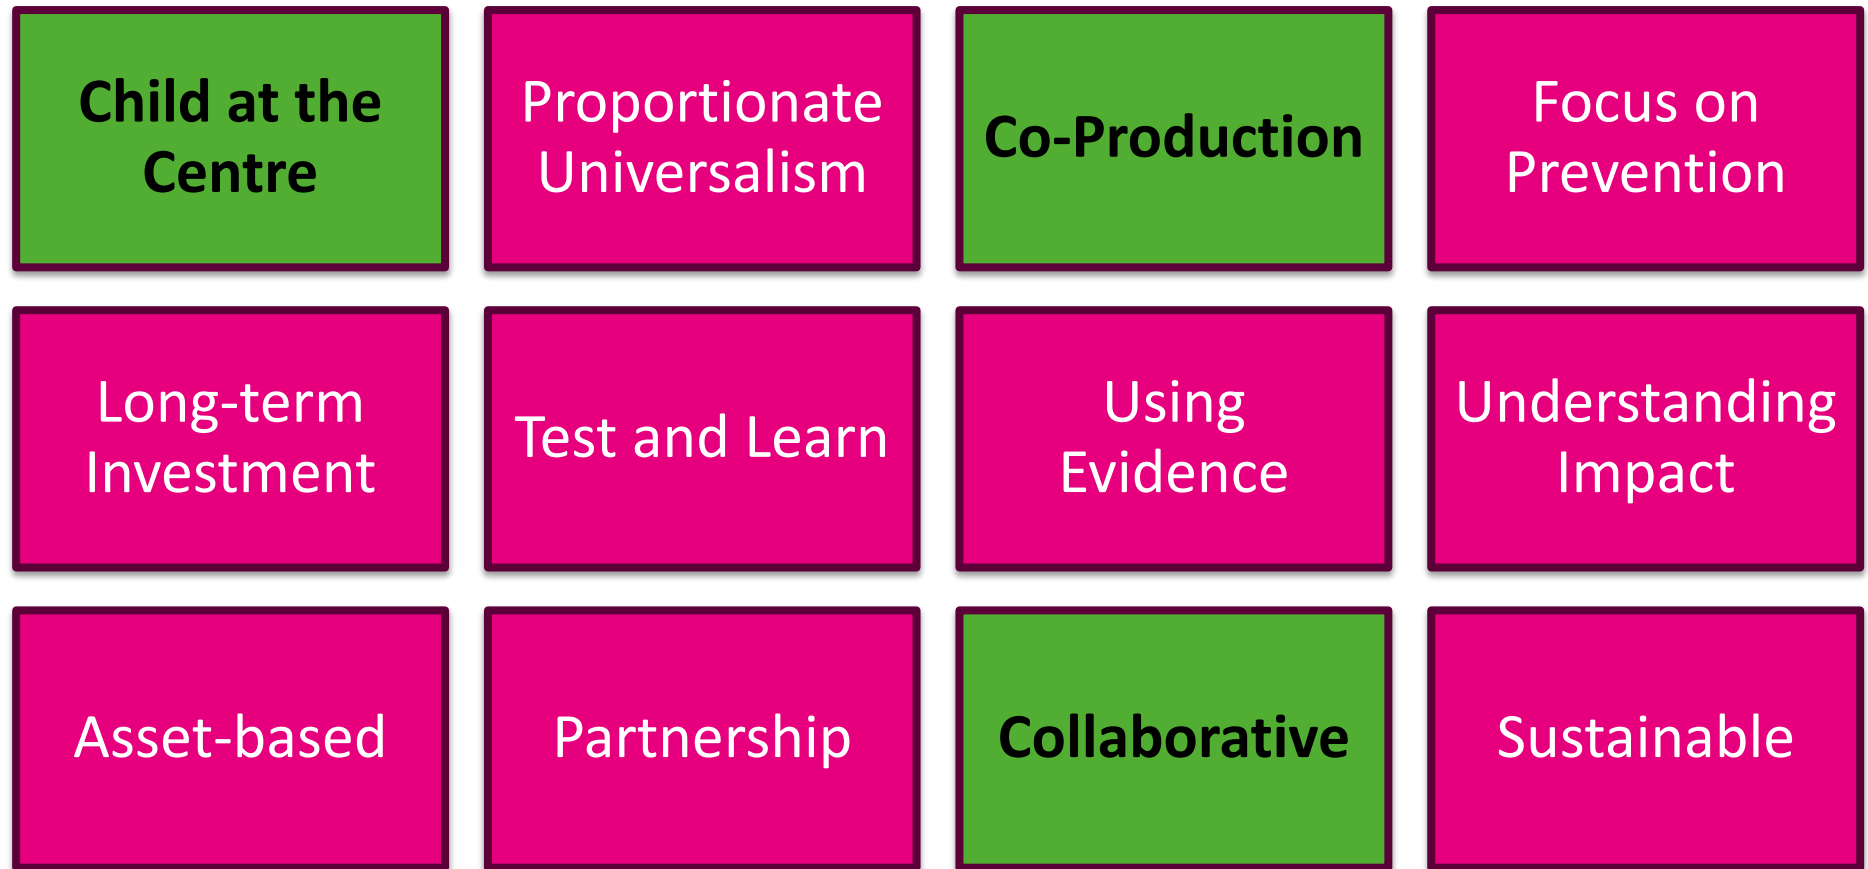 Child at the
Centre
Proportionate
Universalism
Co-Production
Focus on
Prevention
Long-term
Investment
Test and Learn
Using
Evidence
Understanding
Impact
Asset-based
Partnership
Collaborative
Sustainable